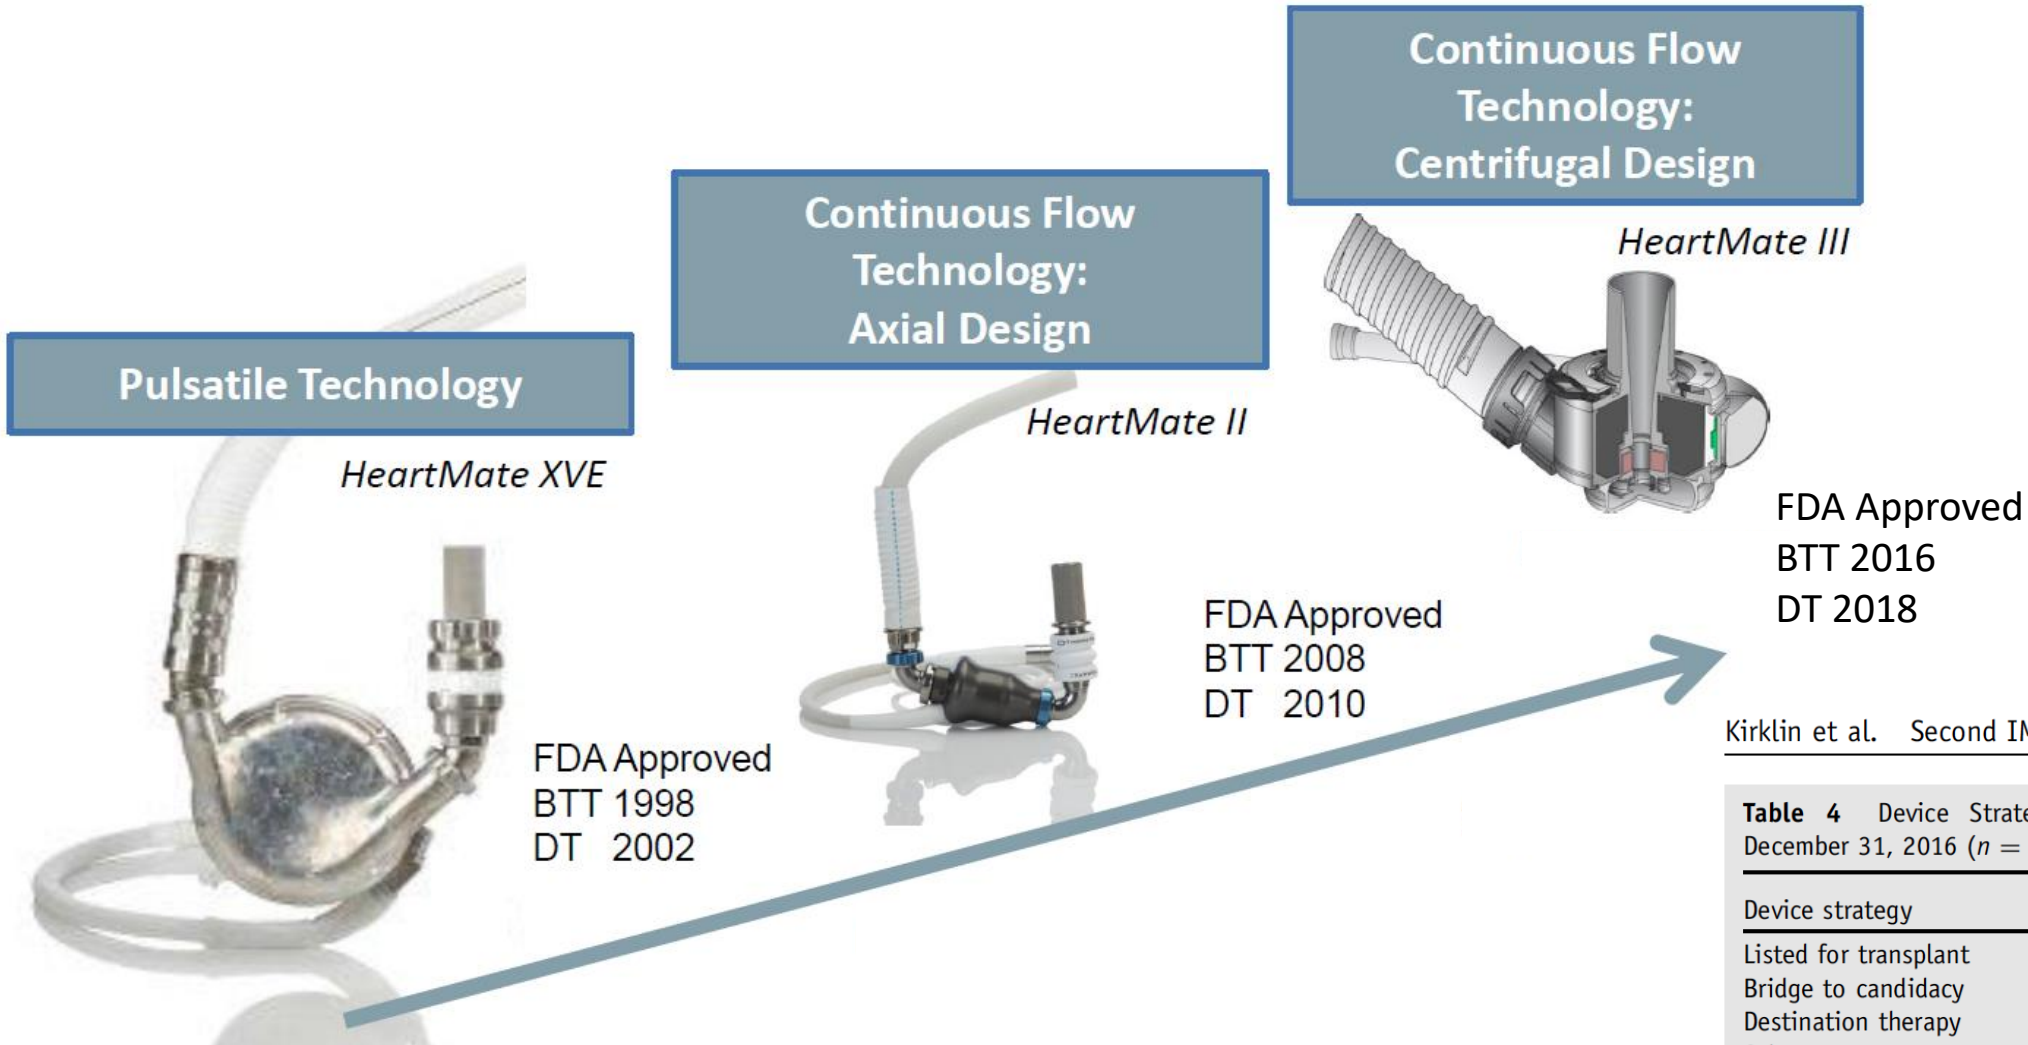 Pulsatile Technology
HeartMate XVE
FDA Approved
BTT 1998
DT 2002
Continuous Flow
Technology:
Axial Design
HeartMate II
FDA Approved
BTT 2008
DT 2010
Continuous Flow
Technology:
Centrifugal Design
HeartMate III
FDA Approved
BTT 2016
DT 2018
Kirklin et al. Second
Table 4 Device
December 31, 2016 (n =
Device strategy
Listed for transplant
Bridge to candidacy
Destination therapy